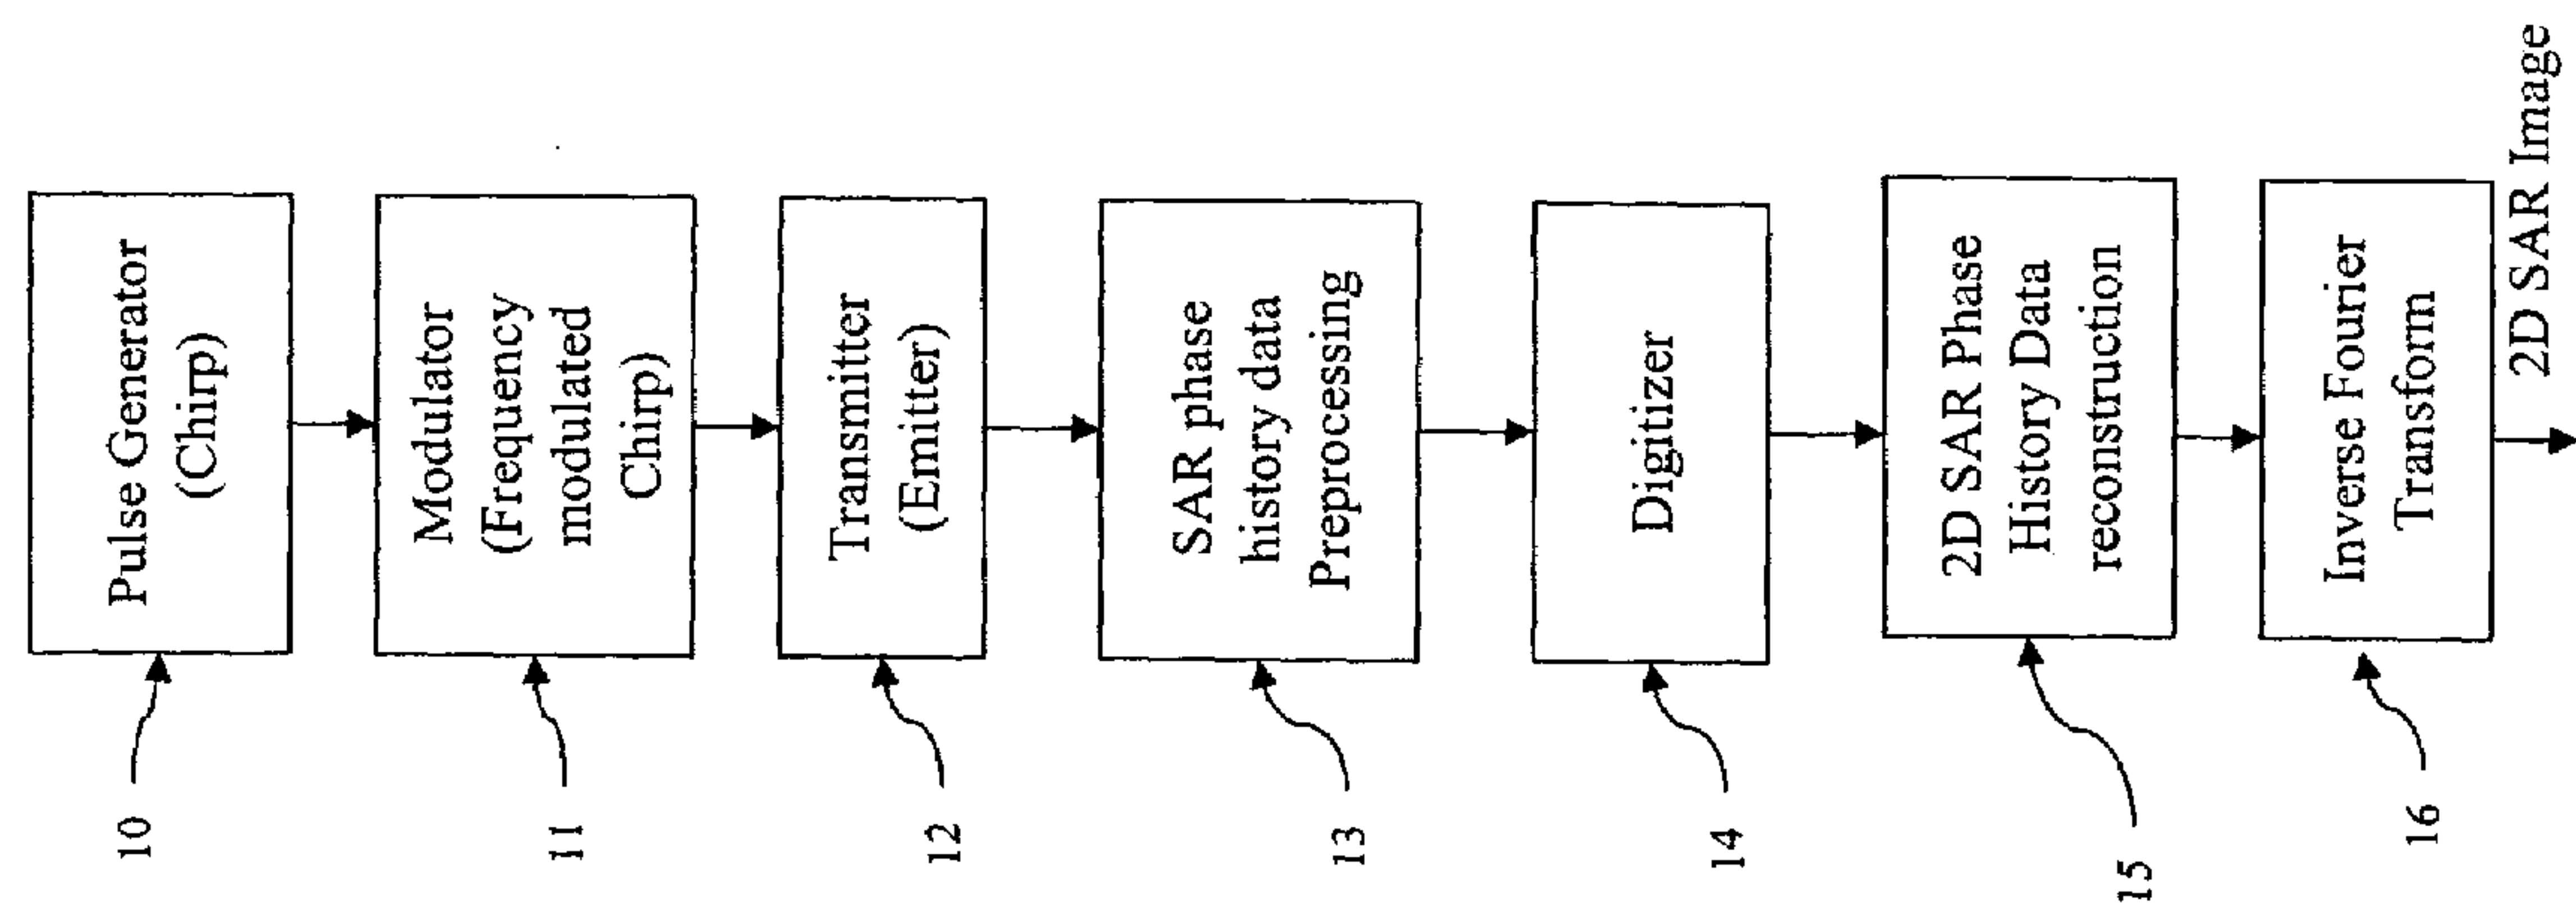 Pulse Generator
(Chirp)
10
Modulator
(Frequency
modulated
Chirp)
11
Transmitter
(Emitter)
12
SAR phase
history data
Preprocessing
13
Digitizer
14
2D SAR Phase
History Data
reconstruction
15
Inverse Fourier
Transform
16
2D SAR Image